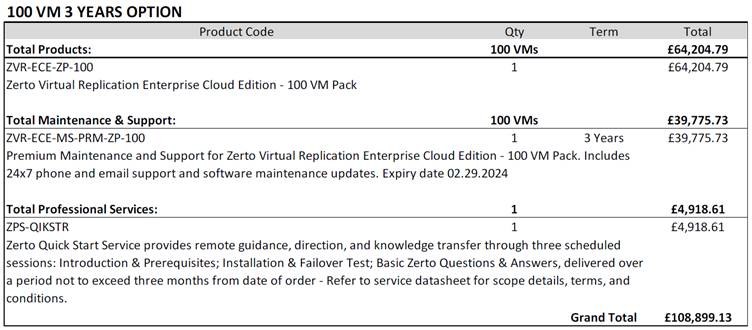 100 VM 3 YEARS OPTION
Product Code Qty Term Total
Total Products: 100 VMs £64,204.79
ZVR-ECE-ZP-100 1 £64,204.79
Zerto Virtual Replication Enterprise Cloud Edition - 100 VM Pack
Total Maintenance & Support: 100 VMs £39,775.73
ZVR-ECE-MS-PRM-ZP-100 1 3 Years £39,775.73
Premium Maintenance and Support for Zerto Virtual Replication Enterprise Cloud Edition - 100 VM Pack. Includes
24x7 phone and email support and software maintenance updates. Expiry date 02.29.2024
Total Professional Services: 1 £4,918.61
ZPS-QIKSTR 1 £4,918.61
Zerto Quick Start Service provides remote guidance, direction, and knowledge transfer through three scheduled
sessions: Introduction & Prerequisites; Installation & Failover Test; Basic Zerto Questions & Answers, delivered over
a period not to exceed three months from date of order - Refer to service datasheet for scope details, terms, and
conditions.
Grand Total £108,899.13